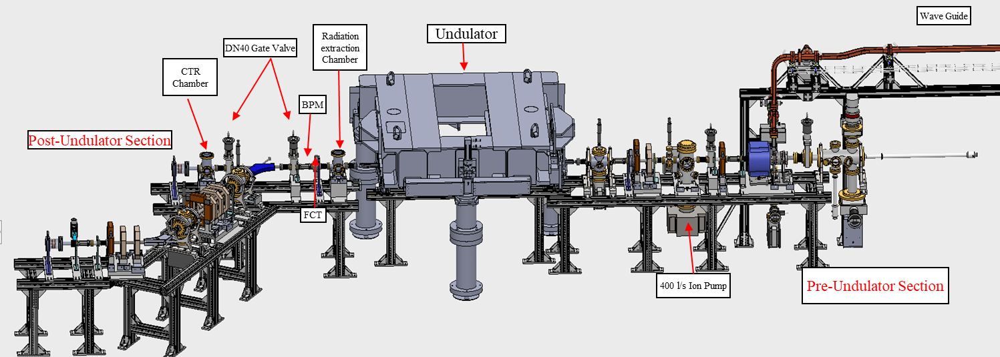 Wave Guide
Undulator
Radiation
extraction
Chamber
DN40 Gate Valve
CTR
Chamber
BPM
Post-Undulator Section
FCT
400 l/s Ion Pump
Pre-Undulator Section